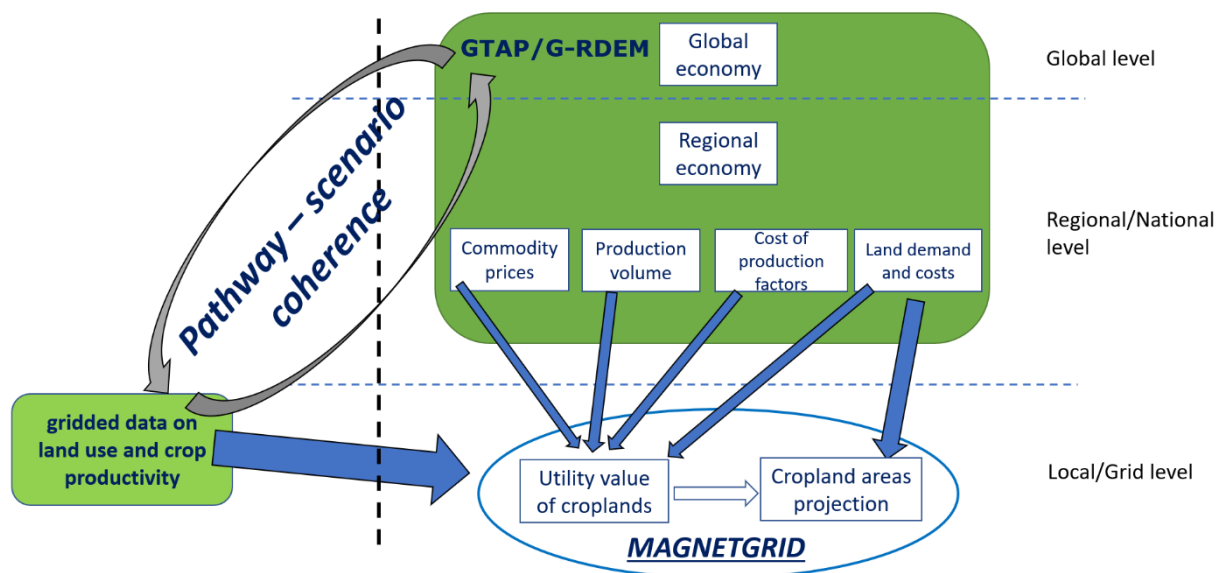 GTAP/G-RDEM
Global
economy
Global level
Pathway – scenario
coherence
Regional
economy
Regional/National
level
Commodity
prices
Production
volume
Cost of
production
factors
Land demand
and costs
gridded data on
land use and crop
productivity
Utility value
of croplands
Cropland areas
projection
Local/Grid level
MAGNETGRID